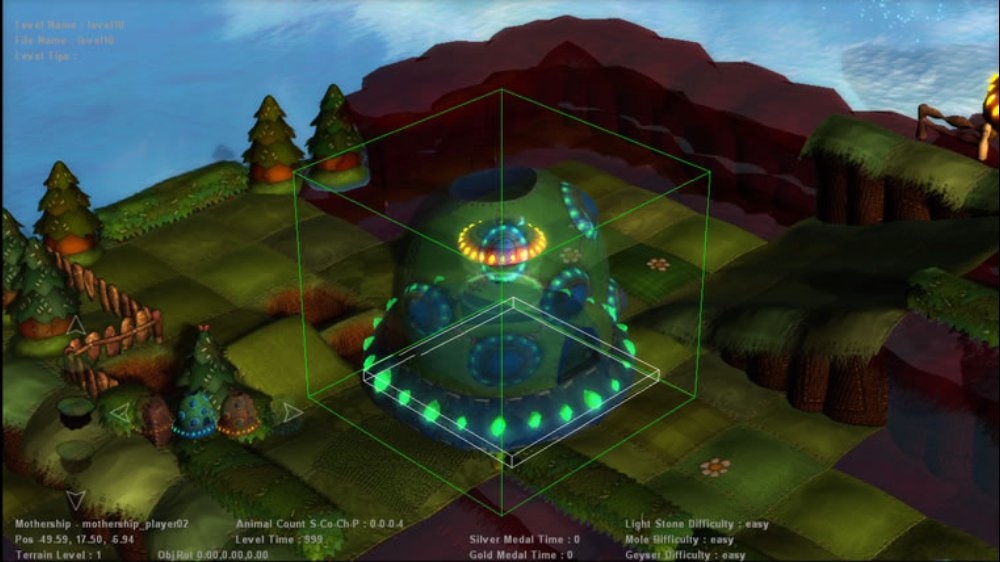 Level Name : level10
File Name : level10
Level Tips :
Mothership - mothership_player02
Animal Count S-Co-Ch-P : 0-0-0-4
Light Stone Difficulty : easy
Pos -49.59, 17.50, -6.94
Level Time : 999
Silver Medal Time : 0
Mole Difficulty : easy
Terrain Level : 1
Obj Rot 0.00,0.00,0.00
Gold Medal Time : 0
Geyser Difficulty : easy